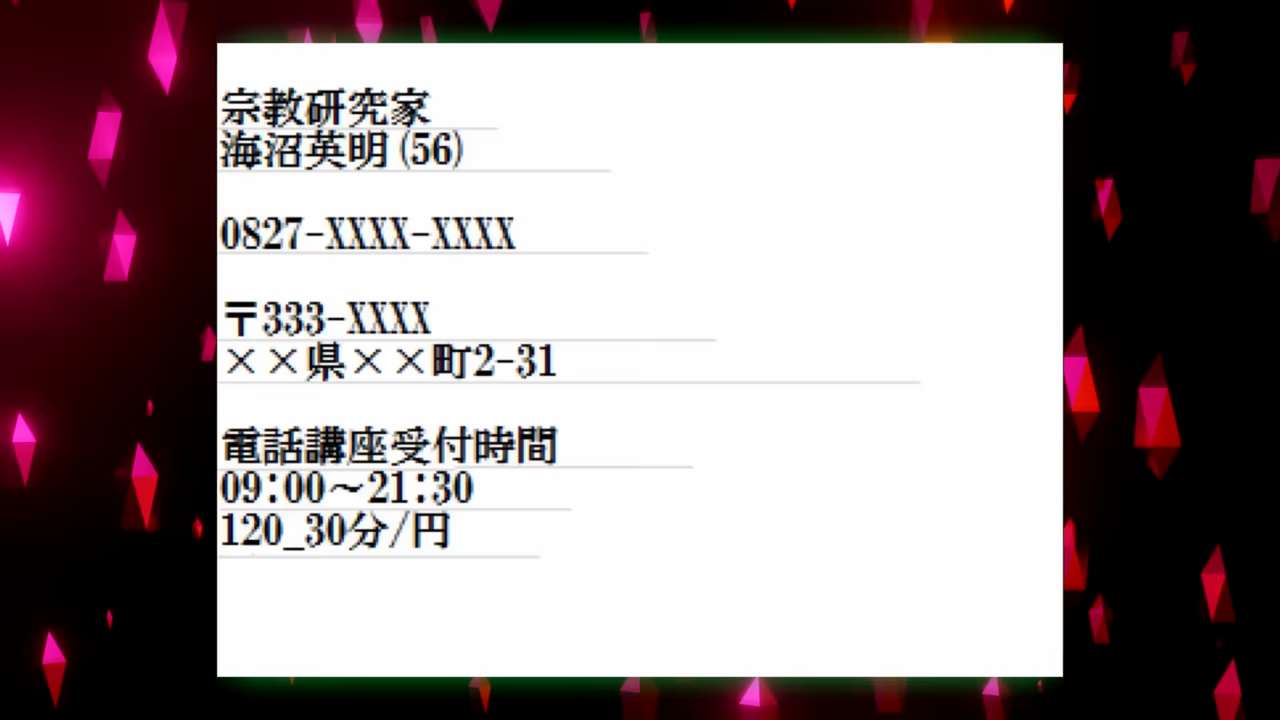 宗教研究家
海沼英明(56)
0827-XXXX-XXXX
〒333-XXXX
××県××町2-31
電話講座受付時間
09:00～21:30
120_30分/円